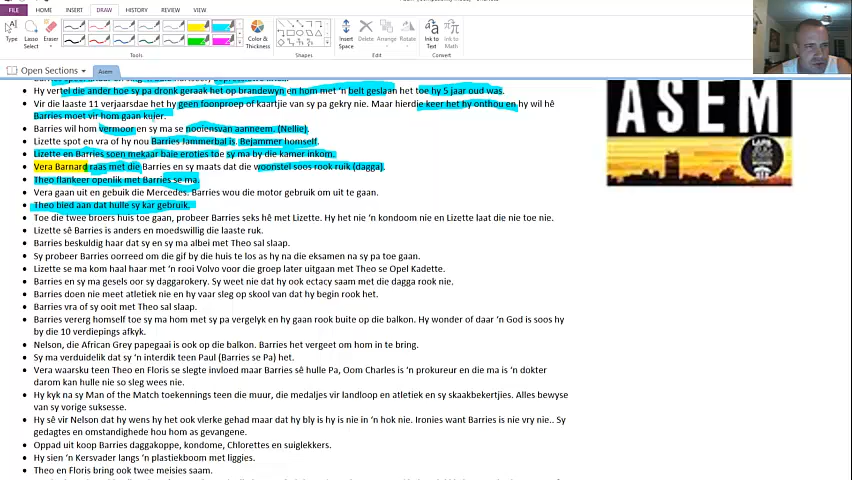 FILE
HOME
INSERT
DRAW
HISTORY
REVIEW
VIEW
Type
Lasso
Select
Eraser
Color &
Thickness
Insert
Space
Delete
Arrange
Rotate
Ink to
Text
Ink to
Math
Tools
Shapes
Edit
Convert
Open Sections
Asem
Hy vertel die ander hoe sy pa dronk geraak het op brandewyn en hom met 'n belt geslaan het toe hy 5 jaar oud was.
Vir die laaste 11 verjaarsdae het hy geen foonproep of kaartjie van sy pa gekry nie. Maar hierdie keer het hy onthou en hy wil hê
Barries moet vir hom gaan kuier.
Barries wil hom vermoor en sy ma se nooiensvan aanneem. (Nellie).
Lizette spot en vra of hy nou Barries Jammerbal is. Bejammer homself.
Lizette en Barries soen mekaar baie eroties toe sy ma by die kamer inkom.
Vera Barnard raas met die Barries en sy maats dat die woonstel soos rook ruik (dagga).
Theo flankeer openlik met Barries se ma.
Vera gaan uit en gebuik die Mercedes. Barries wou die motor gebruik om uit te gaan.
Theo bied aan dat hulle sy kar gebruik.
Toe die twee broers huis toe gaan, probeer Barries seks hê met Lizette. Hy het nie 'n kondoom nie en Lizette laat die nie toe nie.
Lizette sê Barries is anders en moedswillig die laaste ruk.
Barries beskuldig haar dat sy en sy ma albei met Theo sal slaap.
Sy probeer Barries oorreed om die gif by die huis te los as hy na die eksamen na sy pa toe gaan.
Lizette se ma kom haal haar met 'n rooi Volvo voor die groep later uitgaan met Theo se Opel Kadette.
Barries en sy ma gesels oor sy daggarokery. Sy weet nie dat hy ook ectacy saam met die dagga rook nie.
Barries doen nie meet atletiek nie en hy vaar sleg op skool van dat hy begin rook het.
Barries vra of sy ooit met Theo sal slaap.
Barries vererg homself toe sy ma hom met sy pa vergelyk en hy gaan rook buite op die balkon. Hy wonder of daar 'n God is soos hy
by die 10 verdiepings afkyk.
Nelson, die African Grey papegaai is ook op die balkon. Barries het vergeet om hom in te bring.
Sy ma verduidelik dat sy 'n interdik teen Paul (Barries se Pa) het.
Vera waarsku teen Theo en Floris se slegte invloed maar Barries sê hulle Pa, Oom Charles is 'n prokureur en die ma is 'n dokter
darom kan hulle nie so sleg wees nie.
Hy kyk na sy Man of the Match toekennings teen die muur, die medaljes vir landloop en atletiek en sy skaakbekertjies. Alles bewyse
van sy vorige suksesse.
Hy sê vir Nelson dat hy wens hy het ook vlerke gehad maar dat hy bly is hy is nie in 'n hok nie. Ironies want Barries is nie vry nie.. Sy
gedagtes en omstandighede hou hom as gevangene.
Oppad uit koop Barries daggakoppe, kondome, Chlorettes en suiglekkers.
Hy sien 'n Kersvader langs 'n plastiekboom met liggies.
Theo en Floris bring ook twee meisies saam.
ASEM